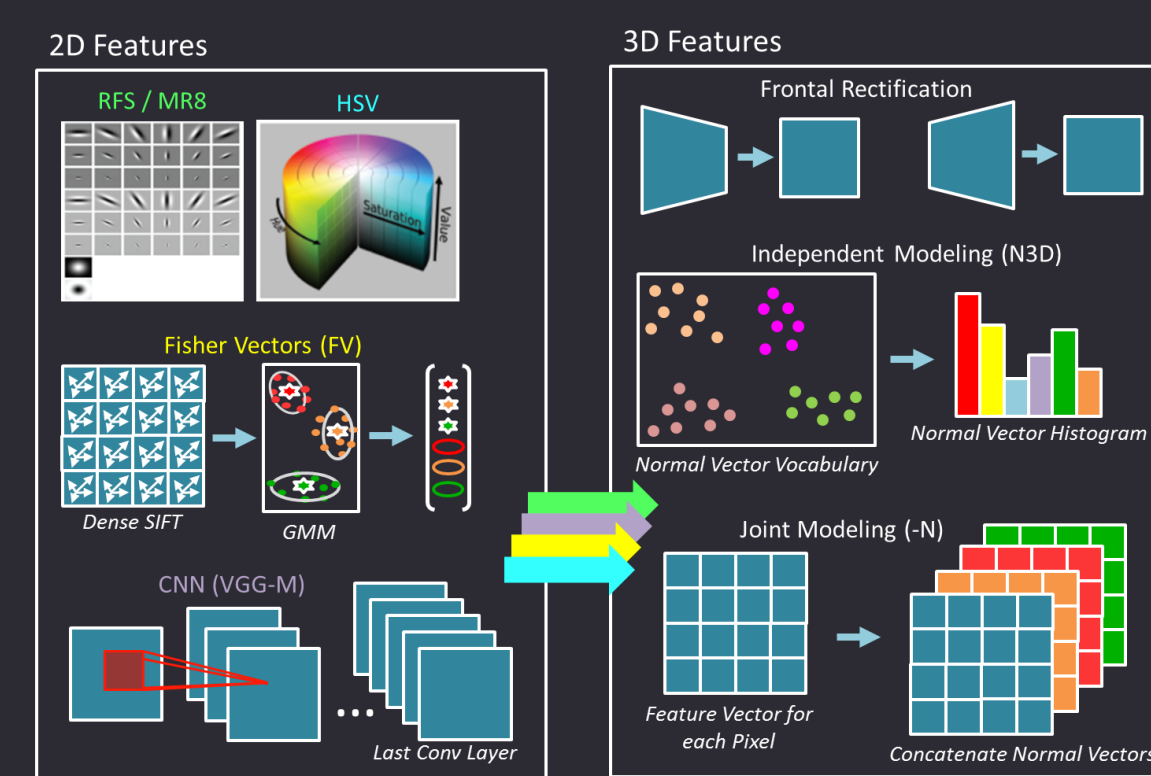 2D Features
RFS / MR8
HSV
Hue
Saturation
Value
Fisher Vectors (FV)
Dense SIFT
GMM
CNN (VGG-M)
...
Last Conv Layer
3D Features
Frontal Rectification
Independent Modeling (N3D)
Normal Vector Vocabulary
Normal Vector Histogram
Joint Modeling (-N)
Feature Vector for
each Pixel
Concatenate Normal Vectors